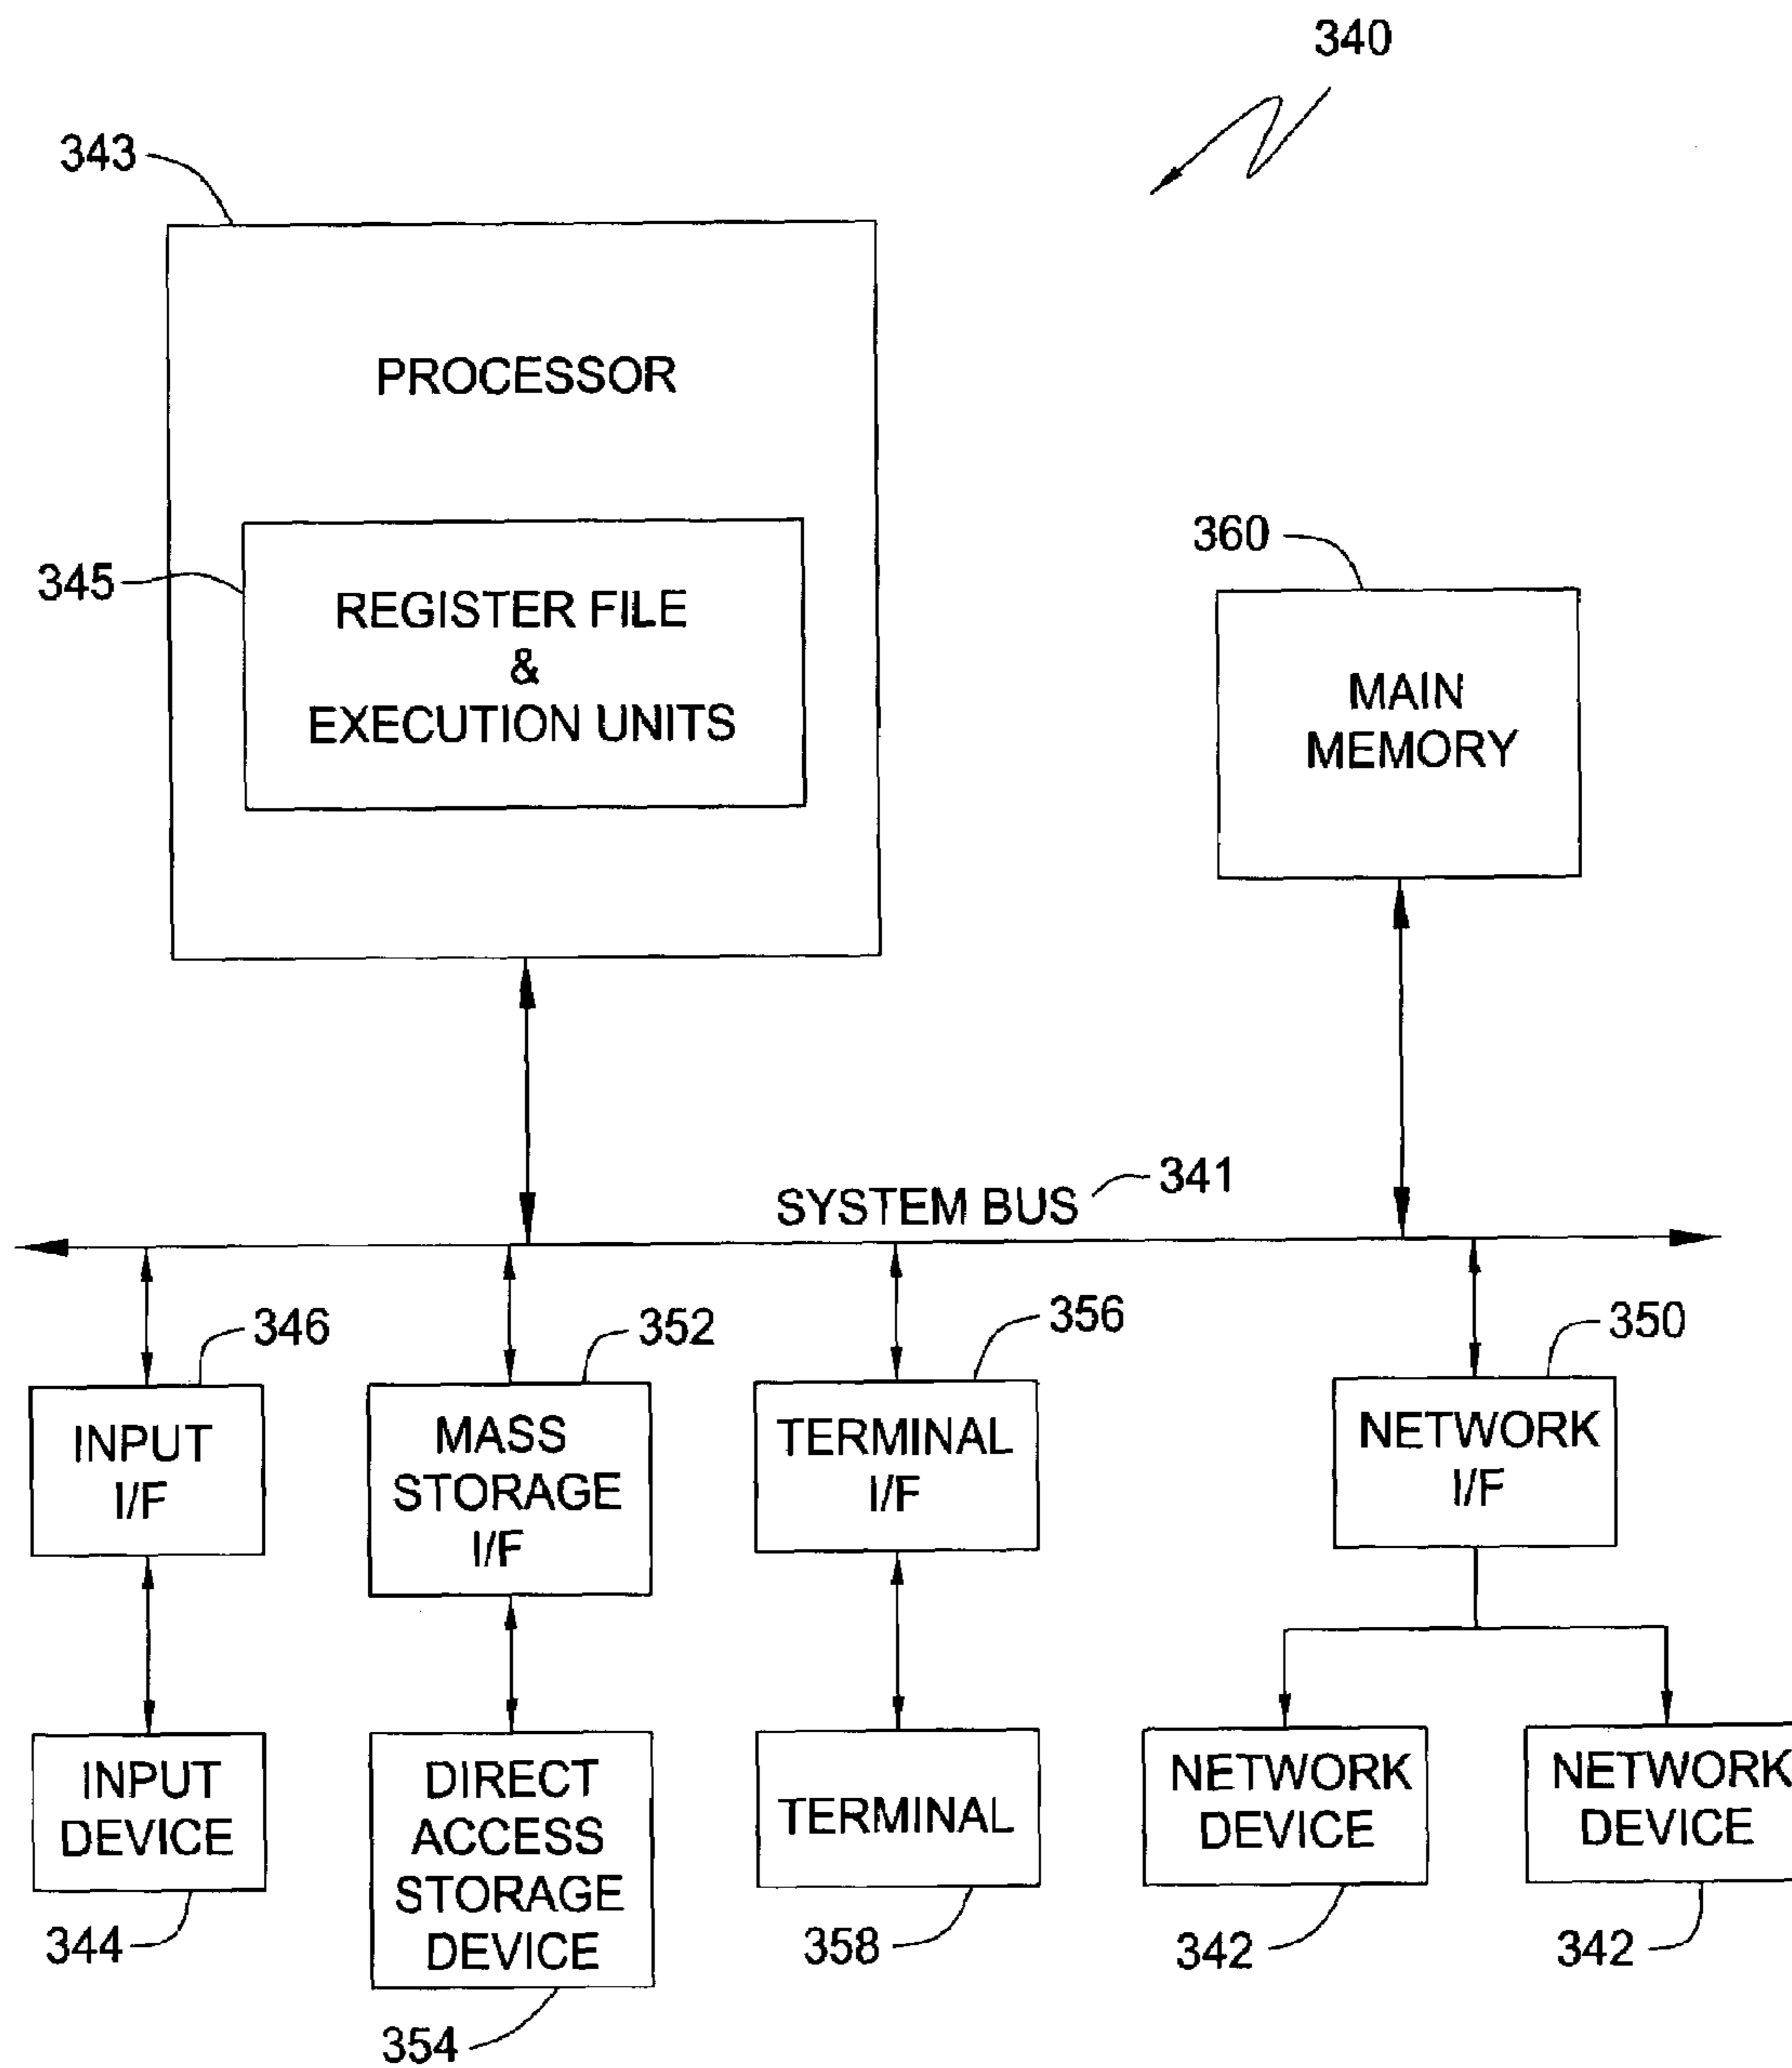 340
343
PROCESSOR
345
REGISTER FILE
&
EXECUTION UNITS
360
MAIN
MEMORY
SYSTEM BUS
341
346
INPUT
I/F
352
MASS
STORAGE
I/F
356
TERMINAL
I/F
350
NETWORK
I/F
INPUT
DEVICE
344
DIRECT
ACCESS
STORAGE
DEVICE
354
TERMINAL
358
NETWORK
DEVICE
342
NETWORK
DEVICE
342